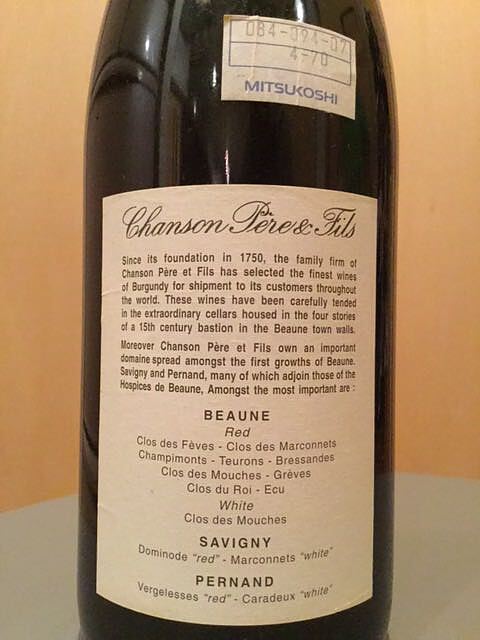 084-094-07
4-70
MITSUKOSHI
Chanson Père & Fils
Since its foundation in 1750, the family firm of
Chanson Père et Fils has selected the finest wines
of Burgundy for shipment to its customers throughout
the world. These wines have been carefully tended
in the extraordinary cellars housed in the four stories
of a 15th century bastion in the Beaune town walls.
Moreover Chanson Père et Fils own an important
domaine spread amongst the first growths of Beaune.
Savigny and Pernand, many of which adjoin those of the
Hospices de Beaune, Amongst the most important are :
BEAUNE
Red
Clos des Fèves - Clos des Marconnets
Champimonts - Teurons - Bressandes
Clos des Mouches - Grèves
Clos du Roi - Ecu
White
Clos des Mouches
SAVIGNY
Dominode "red" - Marconnets "white"
PERNAND
Vergelesses "red" - Caradeux "white"